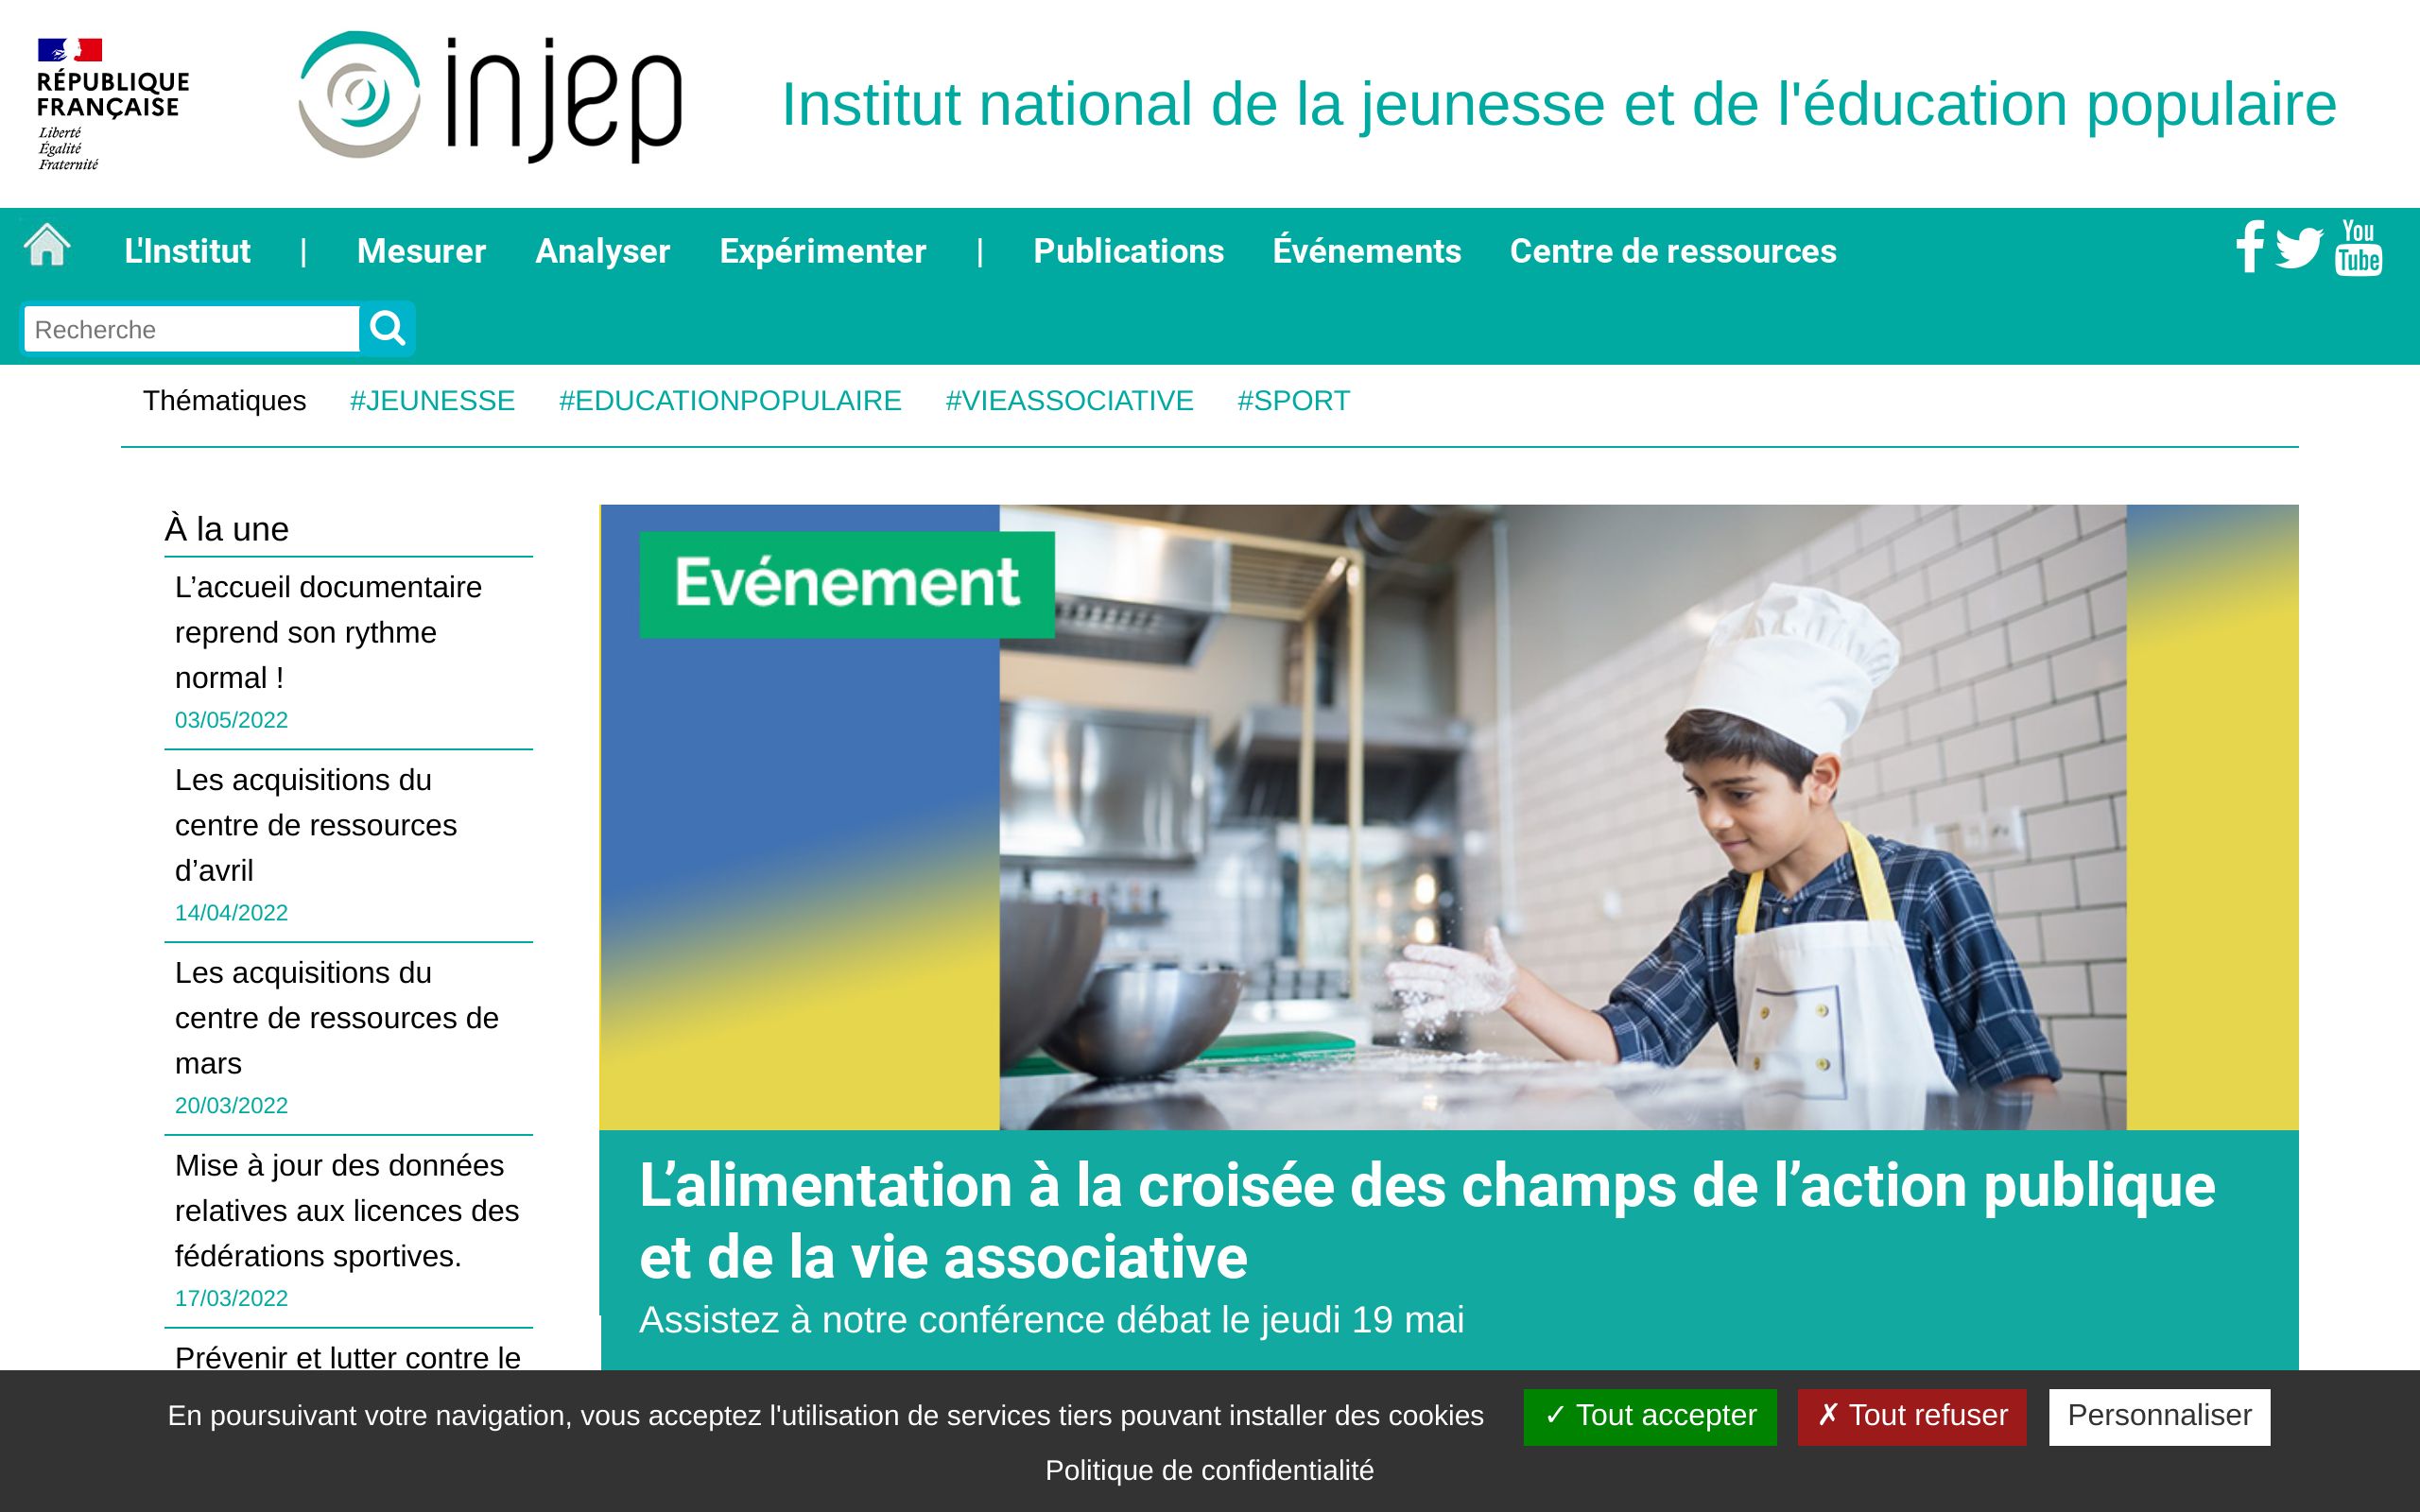 RÉPUBLIQUE
FRANÇAISE
Liberté
Égalité
Fraternité
injep
Institut national de la jeunesse et de l'éducation populaire
L'Institut | Mesurer Analyser Expérimenter | Publications Événements Centre de ressources
You
Tube
Recherche
Thématiques #JEUNESSE #EDUCATIONPOPULAIRE #VIEASSOCIATIVE #SPORT
À la une
L’accueil documentaire
reprend son rythme
normal !
03/05/2022
Les acquisitions du
centre de ressources
d’avril
14/04/2022
Les acquisitions du
centre de ressources de
mars
20/03/2022
Mise à jour des données
relatives aux licences des
fédérations sportives.
17/03/2022
Prévenir et lutter contre le
Evénement
L’alimentation à la croisée des champs de l’action publique
et de la vie associative
Assistez à notre conférence débat le jeudi 19 mai
En poursuivant votre navigation, vous acceptez l'utilisation de services tiers pouvant installer des cookies
✓ Tout accepter
✗ Tout refuser
Personnaliser
Politique de confidentialité